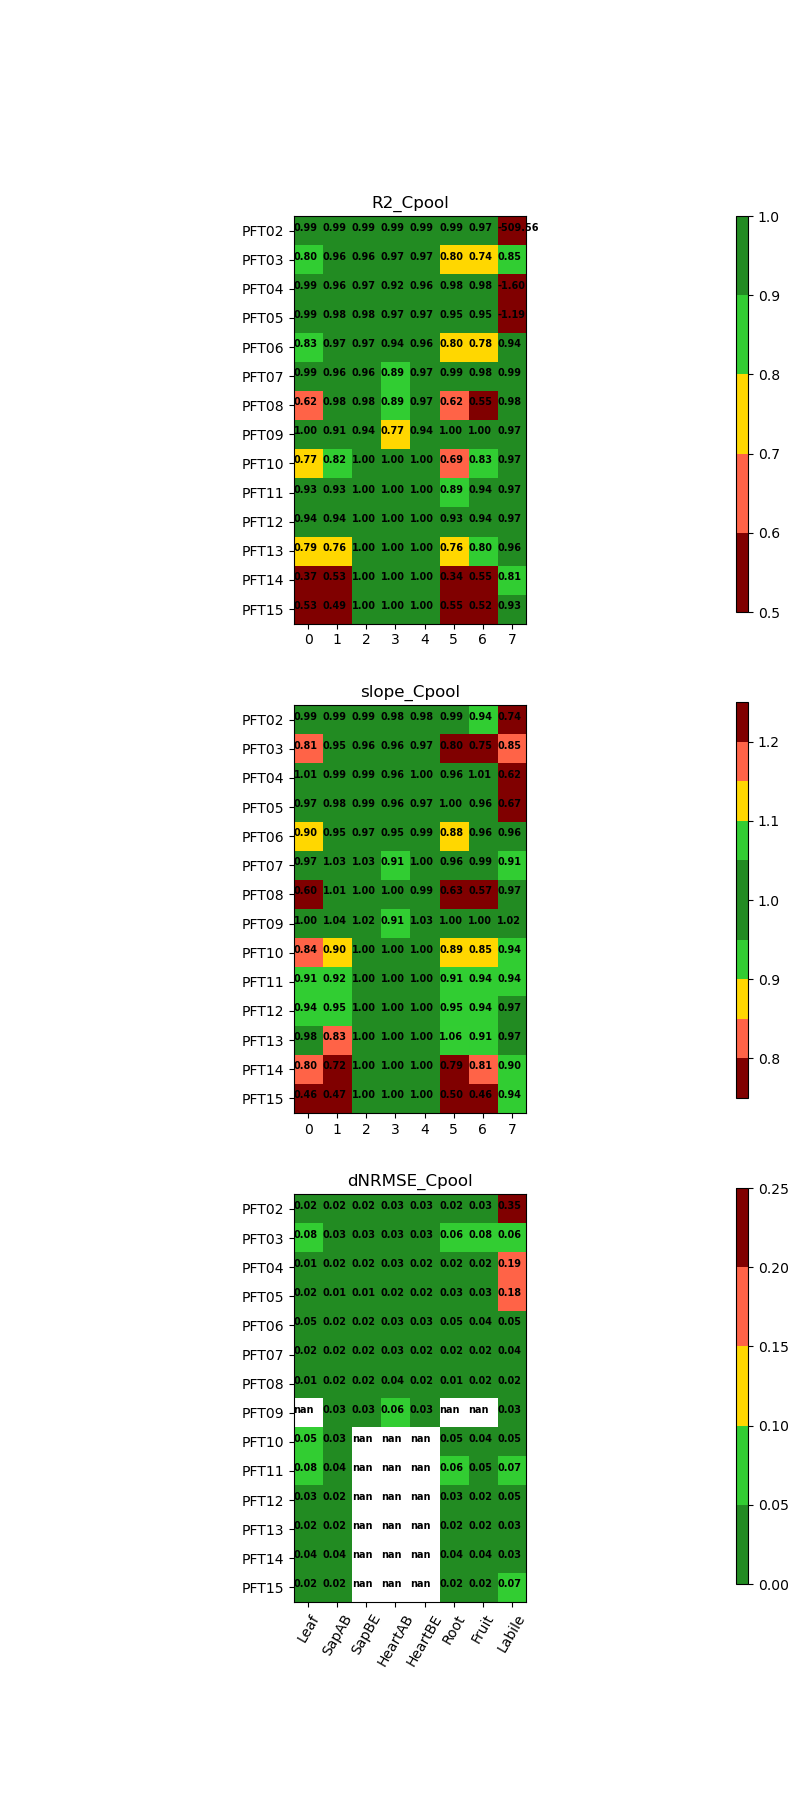 R2_Cpool
PFT02 0.99 0.99 0.99 0.99 0.99 0.99 0.97 -509.56
PFT03 0.80 0.96 0.96 0.97 0.97 0.80 0.74 0.85
PFT04 0.99 0.96 0.97 0.92 0.96 0.98 0.98 -1.60
PFT05 0.99 0.98 0.98 0.97 0.97 0.95 0.95 -1.19
PFT06 0.83 0.97 0.97 0.94 0.96 0.80 0.78 0.94
PFT07 0.99 0.96 0.96 0.89 0.97 0.99 0.98 0.99
PFT08 0.62 0.98 0.98 0.89 0.97 0.62 0.55 0.98
PFT09 1.00 0.91 0.94 0.77 0.94 1.00 1.00 0.97
PFT10 0.77 0.82 1.00 1.00 1.00 0.69 0.83 0.97
PFT11 0.93 0.93 1.00 1.00 1.00 0.89 0.94 0.97
PFT12 0.94 0.94 1.00 1.00 1.00 0.93 0.94 0.97
PFT13 0.79 0.76 1.00 1.00 1.00 0.76 0.80 0.96
PFT14 0.37 0.53 1.00 1.00 1.00 0.34 0.55 0.81
PFT15 0.53 0.49 1.00 1.00 1.00 0.55 0.52 0.93
0 1 2 3 4 5 6 7
1.0
0.9
0.8
0.7
0.6
0.5
slope_Cpool
PFT02 0.99 0.99 0.99 0.98 0.98 0.99 0.94 0.74
PFT03 0.81 0.95 0.96 0.96 0.97 0.80 0.75 0.85
PFT04 1.01 0.99 0.99 0.96 1.00 0.96 1.01 0.62
PFT05 0.97 0.98 0.99 0.96 0.97 1.00 0.96 0.67
PFT06 0.90 0.95 0.97 0.95 0.99 0.88 0.96 0.96
PFT07 0.97 1.03 1.03 0.91 1.00 0.96 0.99 0.91
PFT08 0.60 1.01 1.00 1.00 0.99 0.63 0.57 0.97
PFT09 1.00 1.04 1.02 0.91 1.03 1.00 1.00 1.02
PFT10 0.84 0.90 1.00 1.00 1.00 0.89 0.85 0.94
PFT11 0.91 0.92 1.00 1.00 1.00 0.91 0.94 0.94
PFT12 0.94 0.95 1.00 1.00 1.00 0.95 0.94 0.97
PFT13 0.98 0.83 1.00 1.00 1.00 1.06 0.91 0.97
PFT14 0.80 0.72 1.00 1.00 1.00 0.79 0.81 0.90
PFT15 0.46 0.47 1.00 1.00 1.00 0.50 0.46 0.94
0 1 2 3 4 5 6 7
1.2
1.1
1.0
0.9
0.8
dNRMSE_Cpool
PFT02 0.02 0.02 0.02 0.03 0.03 0.02 0.03 0.35
PFT03 0.08 0.03 0.03 0.03 0.03 0.06 0.08 0.06
PFT04 0.01 0.02 0.02 0.03 0.02 0.02 0.02 0.19
PFT05 0.02 0.01 0.01 0.02 0.02 0.03 0.03 0.18
PFT06 0.05 0.02 0.02 0.03 0.03 0.05 0.04 0.05
PFT07 0.02 0.02 0.02 0.03 0.02 0.02 0.02 0.04
PFT08 0.01 0.02 0.02 0.04 0.02 0.01 0.02 0.02
PFT09 nan 0.03 0.03 0.06 0.03 nan nan 0.03
PFT10 0.05 0.03 nan nan nan 0.05 0.04 0.05
PFT11 0.08 0.04 nan nan nan 0.06 0.05 0.07
PFT12 0.03 0.02 nan nan nan 0.03 0.02 0.05
PFT13 0.02 0.02 nan nan nan 0.02 0.02 0.03
PFT14 0.04 0.04 nan nan nan 0.04 0.04 0.03
PFT15 0.02 0.02 nan nan nan 0.02 0.02 0.07
Leaf SapAB SapBE HeartAB HeartBE Root Fruit Labile
0.25
0.20
0.15
0.10
0.05
0.00